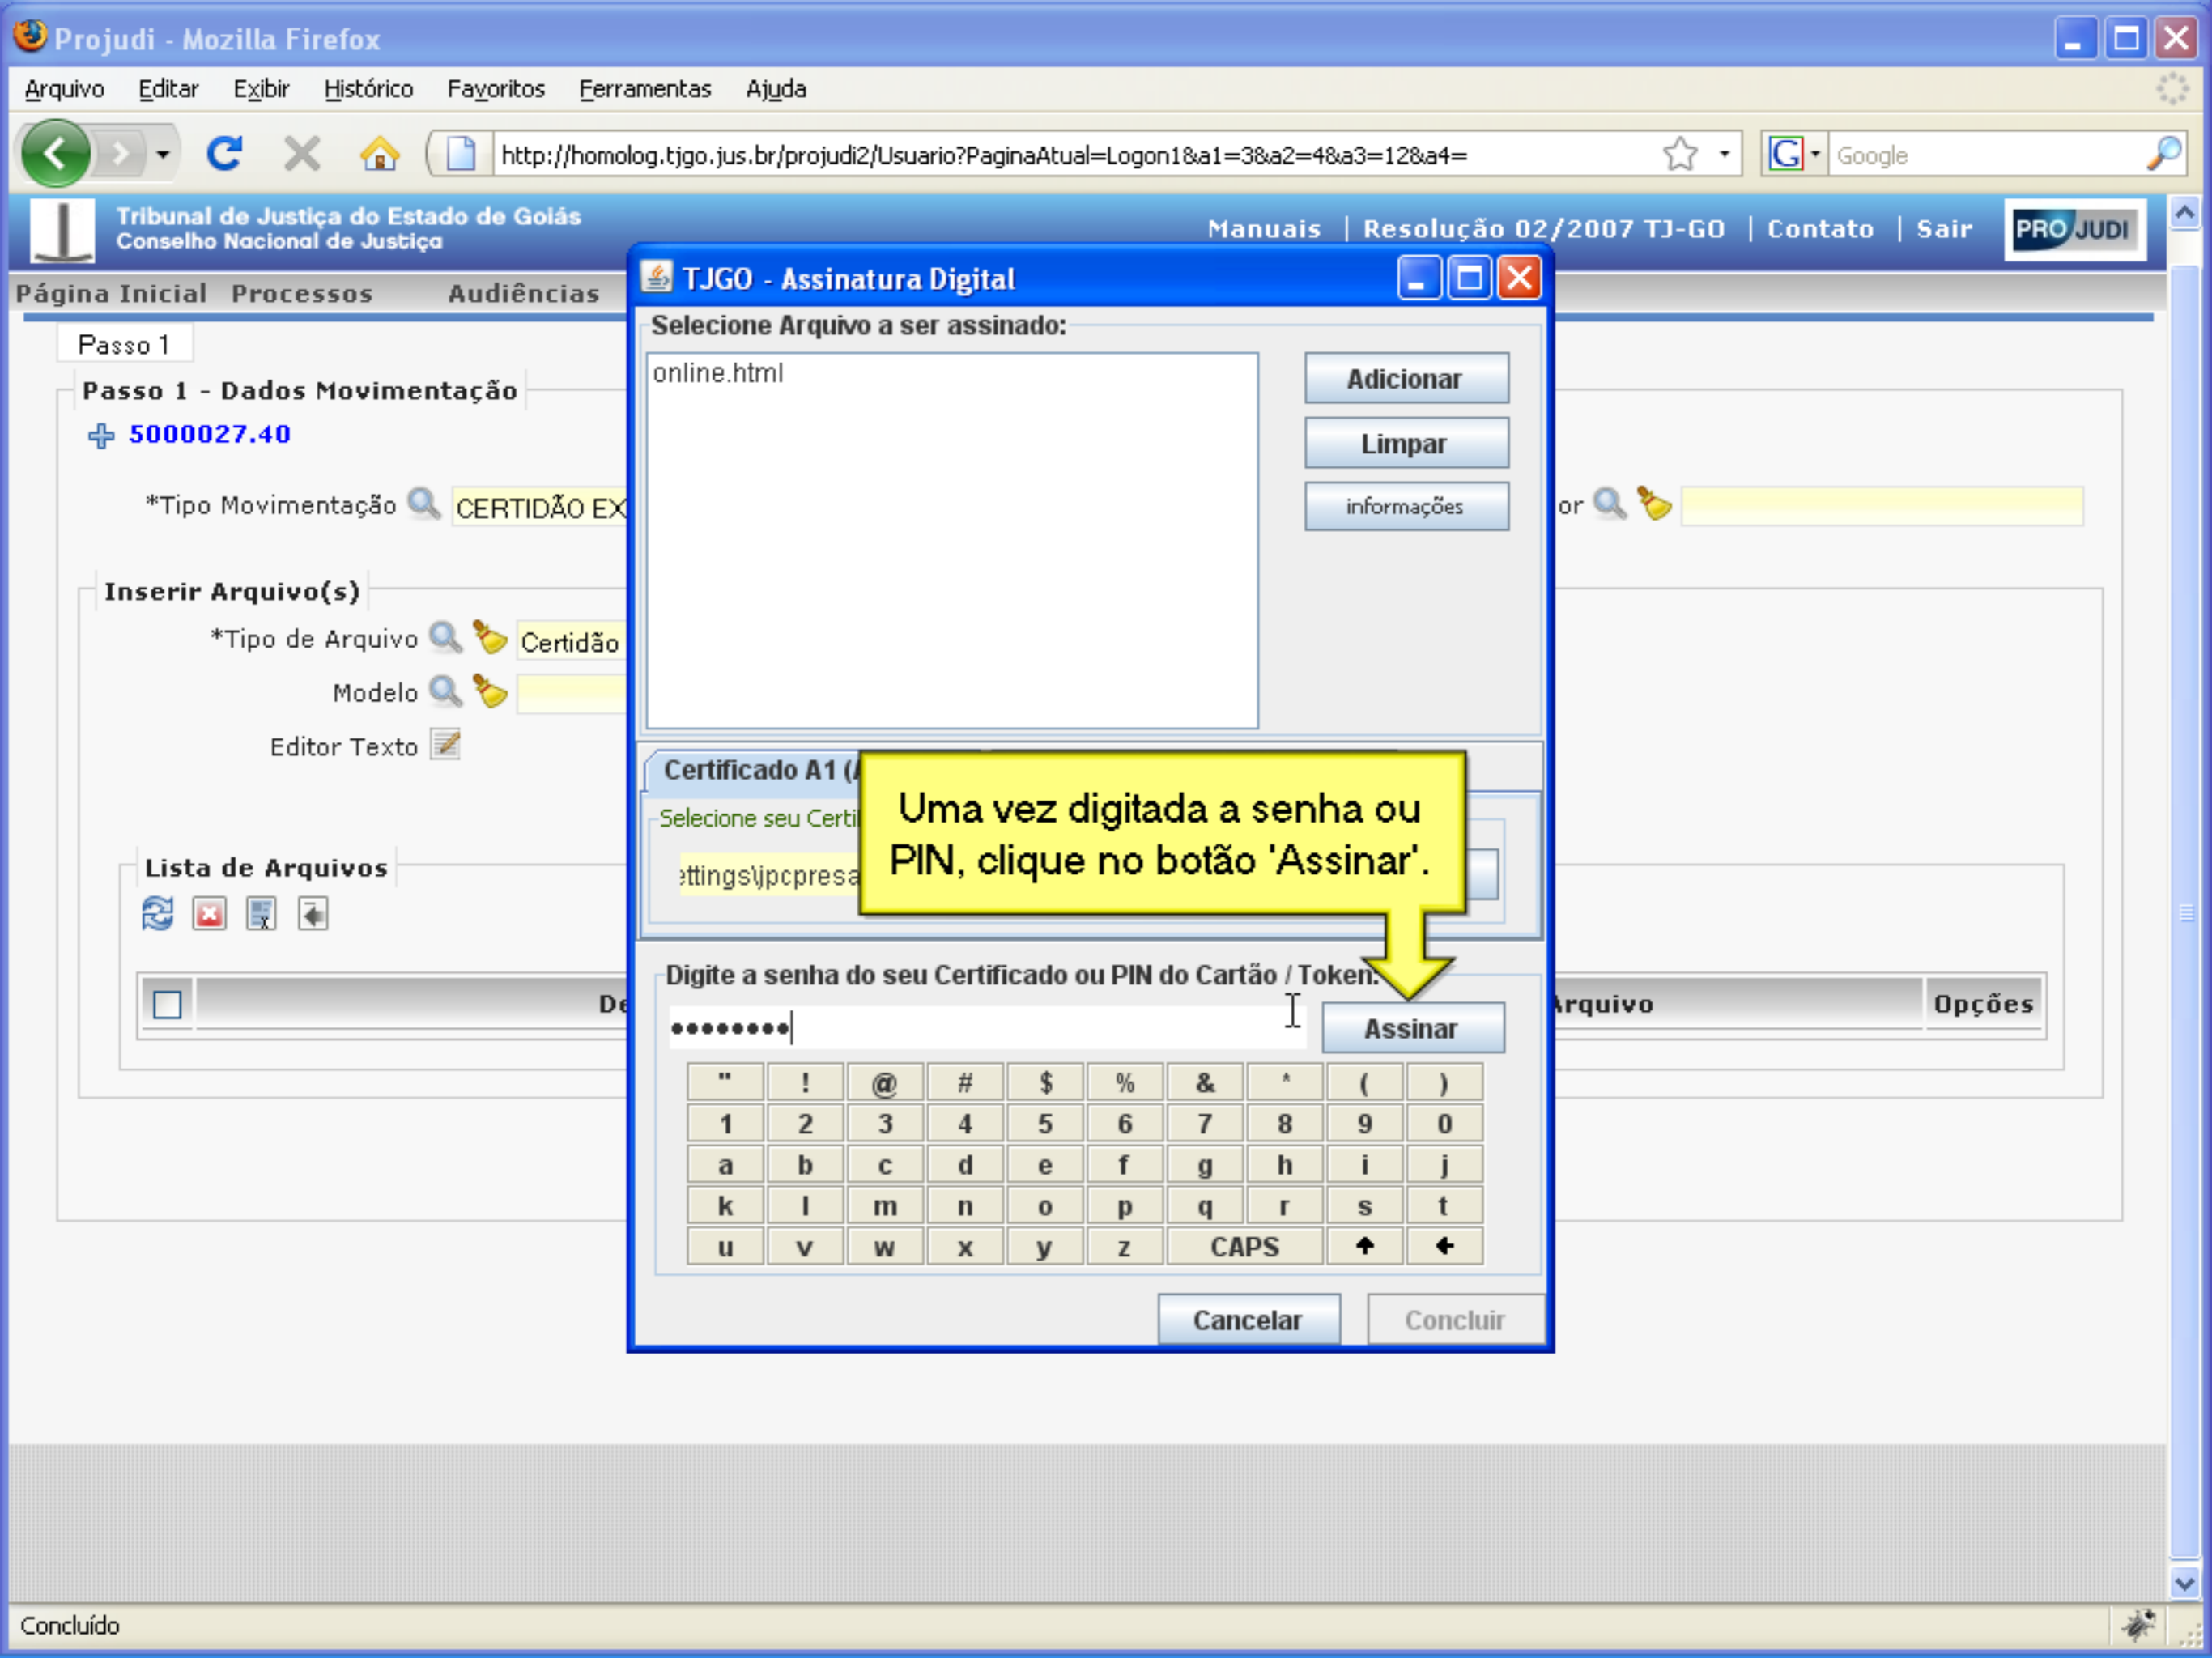 Projudi - Mozilla Firefox
Arquivo Editar Exibir Histórico Favoritos Ferramentas Ajuda
http://homolog.tjgo.jus.br/projudi2/Usuario?PaginaAtual=Logon1&a1=3&a2=4&a3=12&a4=
Google
Tribunal de Justiça do Estado de Goiás
Conselho Nacional de Justiça
Manuais | Resolução 02/2007 TJ-GO | Contato | Sair
PROJUDI
Página Inicial Processos Audiências
Passo 1
Passo 1 - Dados Movimentação
5000027.40
*Tipo Movimentação CERTIDÃO EX
or
Inserir Arquivo(s)
*Tipo de Arquivo Certidão
Modelo
Editor Texto
Lista de Arquivos
De
Arquivo
Opções
TJGO - Assinatura Digital
Selecione Arquivo a ser assinado:
online.html
Adicionar
Limpar
informações
Certificado A1 (A
Selecione seu Certi
ettings\jpcpresa
Uma vez digitada a senha ou
PIN, clique no botão 'Assinar'.
Digite a senha do seu Certificado ou PIN do Cartão / Token:
••••••••
Assinar
" ! @ # $ % & * ( )
1 2 3 4 5 6 7 8 9 0
a b c d e f g h i j
k l m n o p q r s t
u v w x y z CAPS
Cancelar
Concluir
Concluído